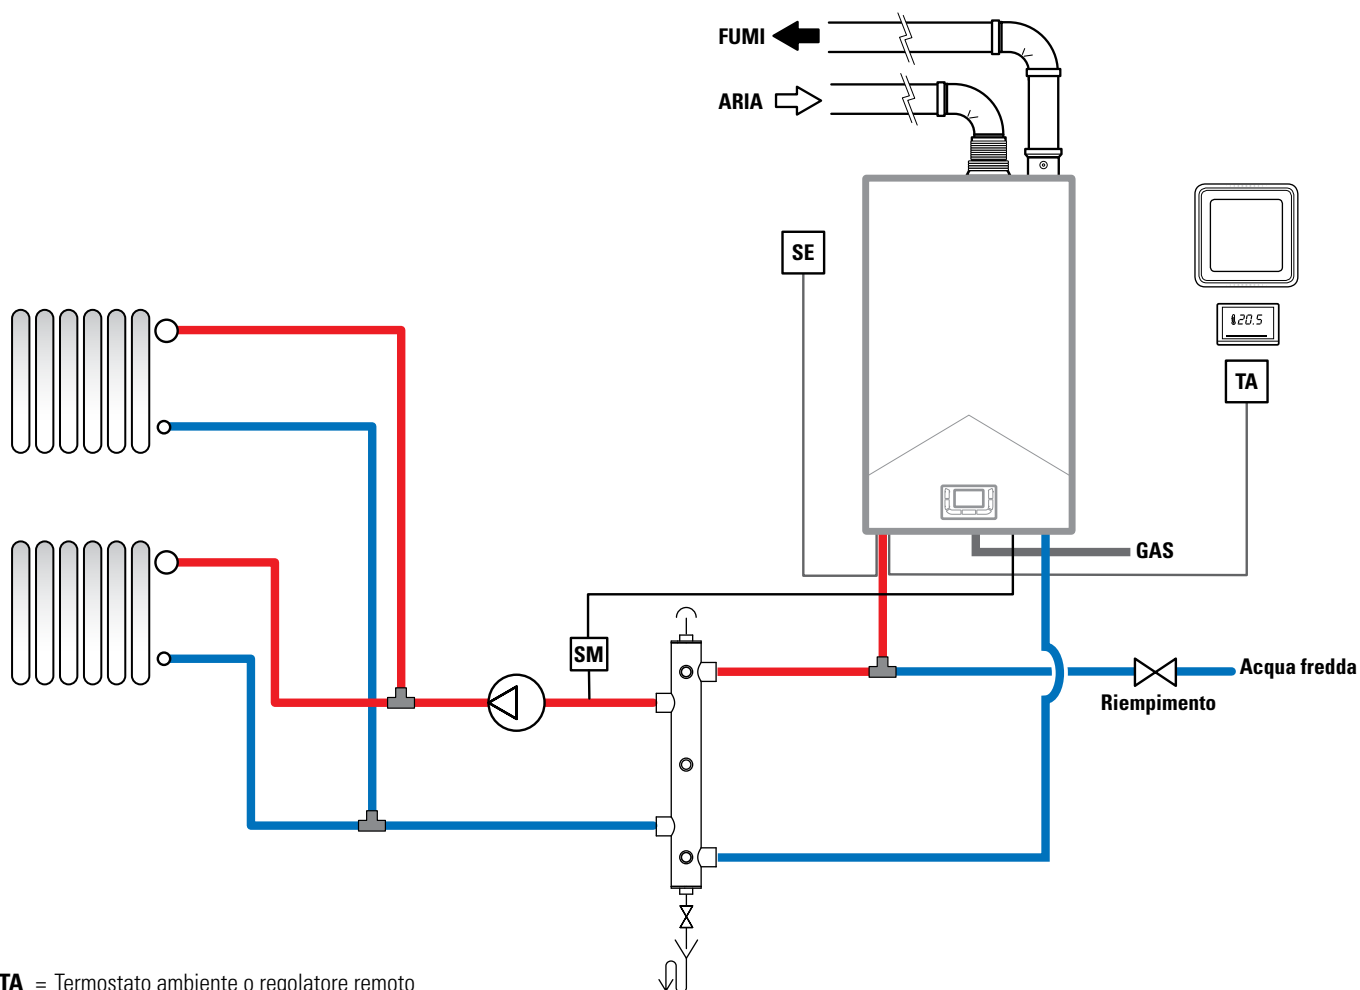 FUMI
ARIA
SE
20.5
TA
GAS
SM
Acqua fredda
Riempimento
TA = Termostato ambiente o regolatore remoto